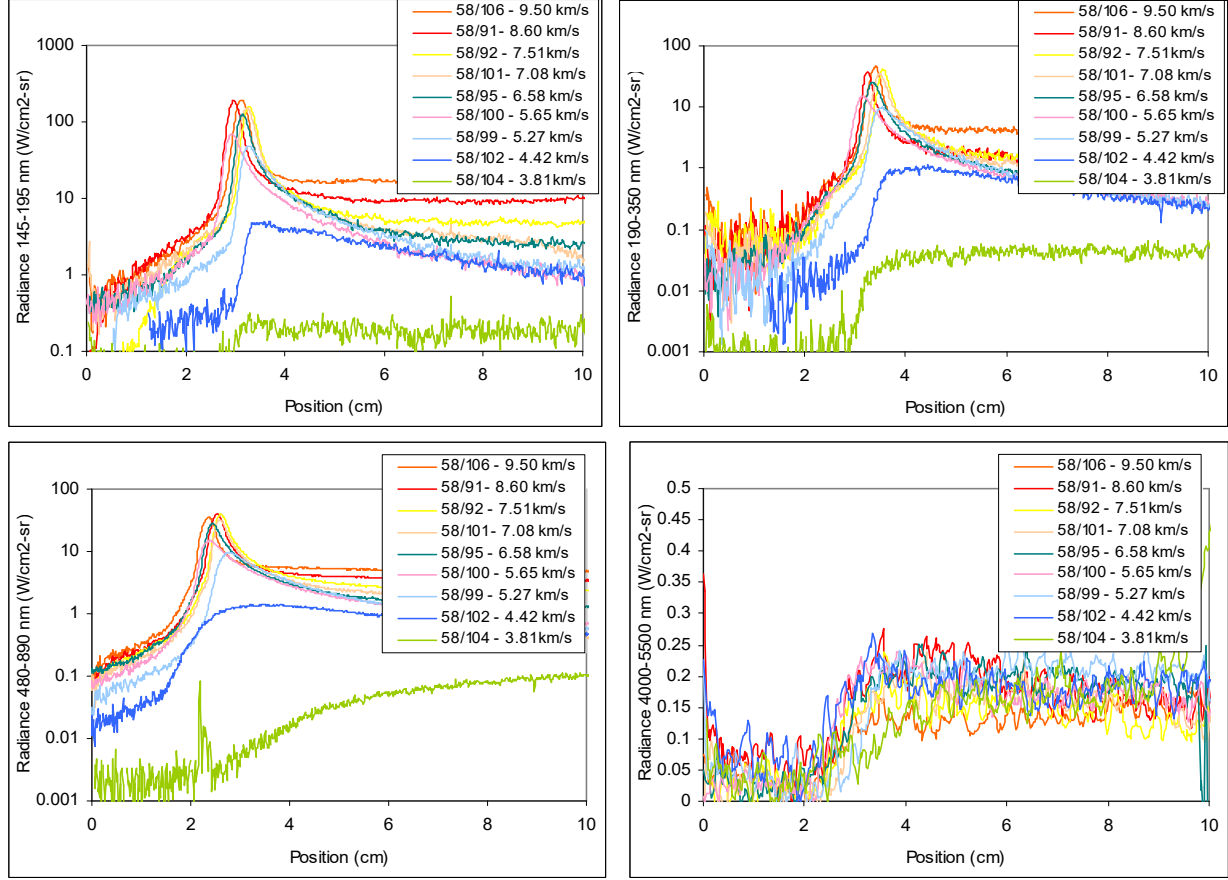 58/106 - 9.50 km/s
58/91- 8.60 km/s
58/92 - 7.51km/s
58/101- 7.08 km/s
58/95 - 6.58 km/s
58/100 - 5.65 km/s
58/99 - 5.27 km/s
58/102 - 4.42 km/s
58/104 - 3.81km/s
Radiance 145-195 nm (W/cm2-sr)
1000
100
10
1
0.1
0 2 4 6 8 10
Position (cm)
58/106 - 9.50 km/s
58/91- 8.60 km/s
58/92 - 7.51km/s
58/101- 7.08 km/s
58/95 - 6.58 km/s
58/100 - 5.65 km/s
58/99 - 5.27 km/s
58/102 - 4.42 km/s
58/104 - 3.81km/s
Radiance 190-350 nm (W/cm2-sr)
100
10
1
0.1
0.01
0.001
0 2 4 6 8 10
Position (cm)
58/106 - 9.50 km/s
58/91- 8.60 km/s
58/92 - 7.51km/s
58/101- 7.08 km/s
58/95 - 6.58 km/s
58/100 - 5.65 km/s
58/99 - 5.27 km/s
58/102 - 4.42 km/s
58/104 - 3.81km/s
Radiance 480-890 nm (W/cm2-sr)
100
10
1
0.1
0.01
0.001
0 2 4 6 8 10
Position (cm)
58/106 - 9.50 km/s
58/91- 8.60 km/s
58/92 - 7.51km/s
58/101- 7.08 km/s
58/95 - 6.58 km/s
58/100 - 5.65 km/s
58/99 - 5.27 km/s
58/102 - 4.42 km/s
58/104 - 3.81km/s
Radiance 4000-5500 nm (W/cm2-sr)
0.5
0.45
0.4
0.35
0.3
0.25
0.2
0.15
0.1
0.05
0
0 2 4 6 8 10
Position (cm)